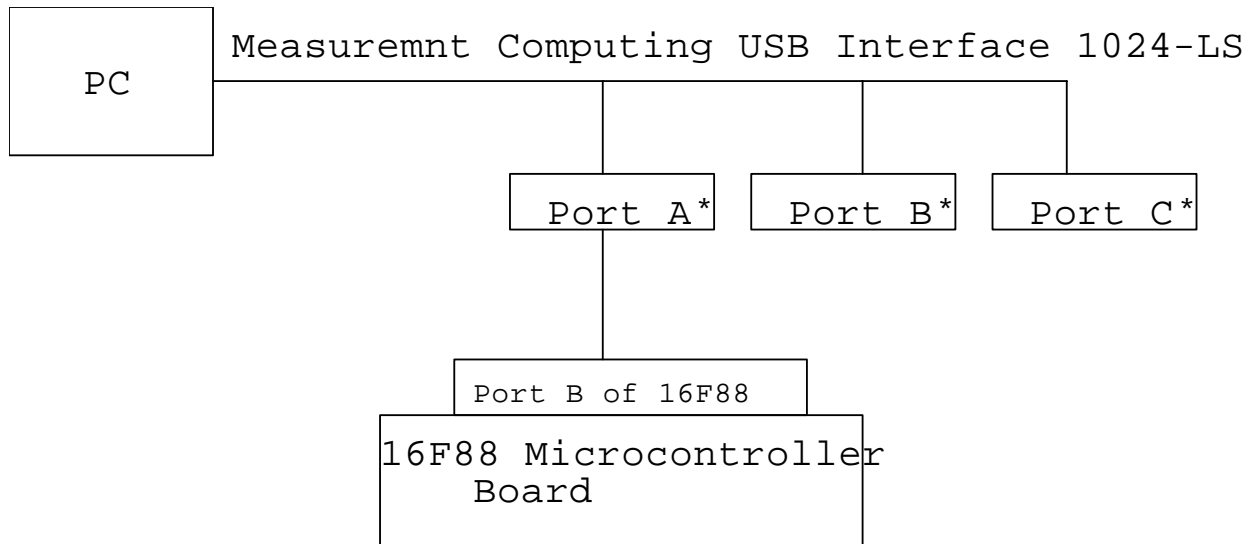 Measuremnt Computing USB Interface 1024-LS
PC
Port A*
Port B*
Port C*
Port B of 16F88
16F88 Microcontroller
Board